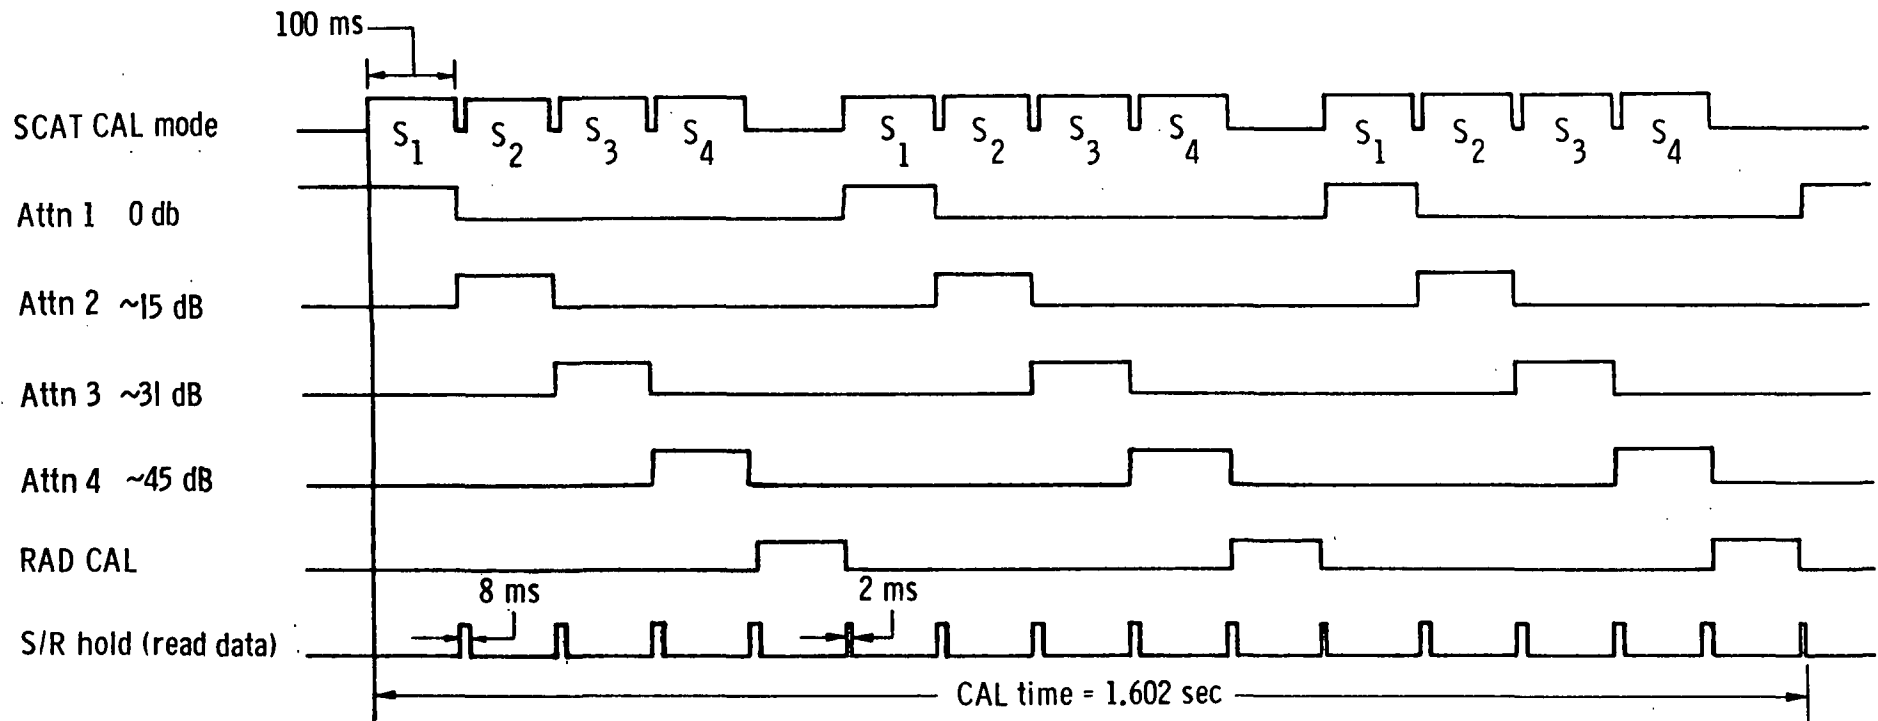 100 ms
SCAT CAL mode
S1 S2 S3 S4 S1 S2 S3 S4 S1 S2 S3 S4
Attn 1 0 db
Attn 2 ~15 dB
Attn 3 ~31 dB
Attn 4 ~45 dB
RAD CAL
8 ms
2 ms
S/R hold (read data)
CAL time = 1.602 sec